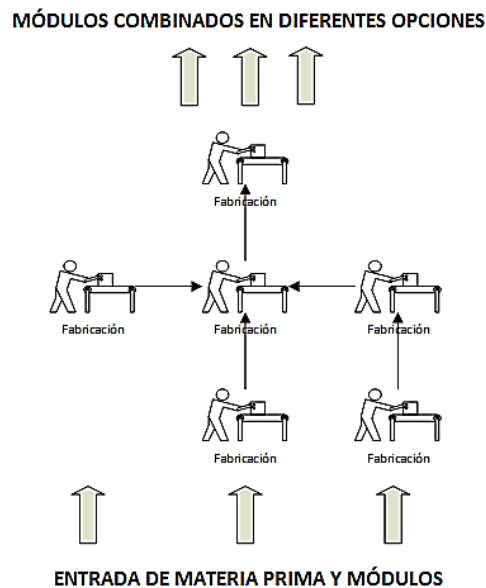 MÓDULOS COMBINADOS EN DIFERENTES OPCIONES
Fabricación
Fabricación
Fabricación
Fabricación
Fabricación
Fabricación
ENTRADA DE MATERIA PRIMA Y MÓDULOS